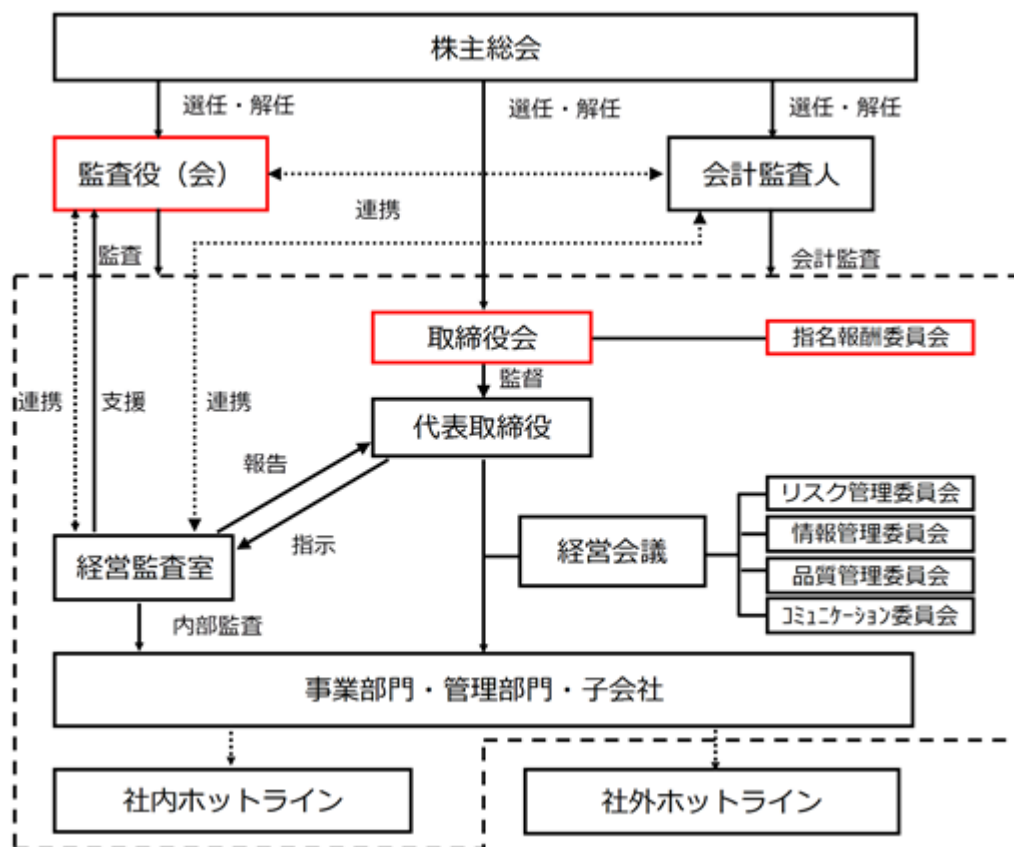 株主総会
選任・解任
選任・解任
選任・解任
監査役（会）
会計監査人
連携
監査
会計監査
取締役会
指名報酬委員会
監督
連携
支援
連携
代表取締役
報告
指示
リスク管理委員会
経営会議
情報管理委員会
経営監査室
品質管理委員会
ｺﾐｭﾆｹｰｼｮﾝ委員会
内部監査
事業部門・管理部門・子会社
社内ホットライン
社外ホットライン